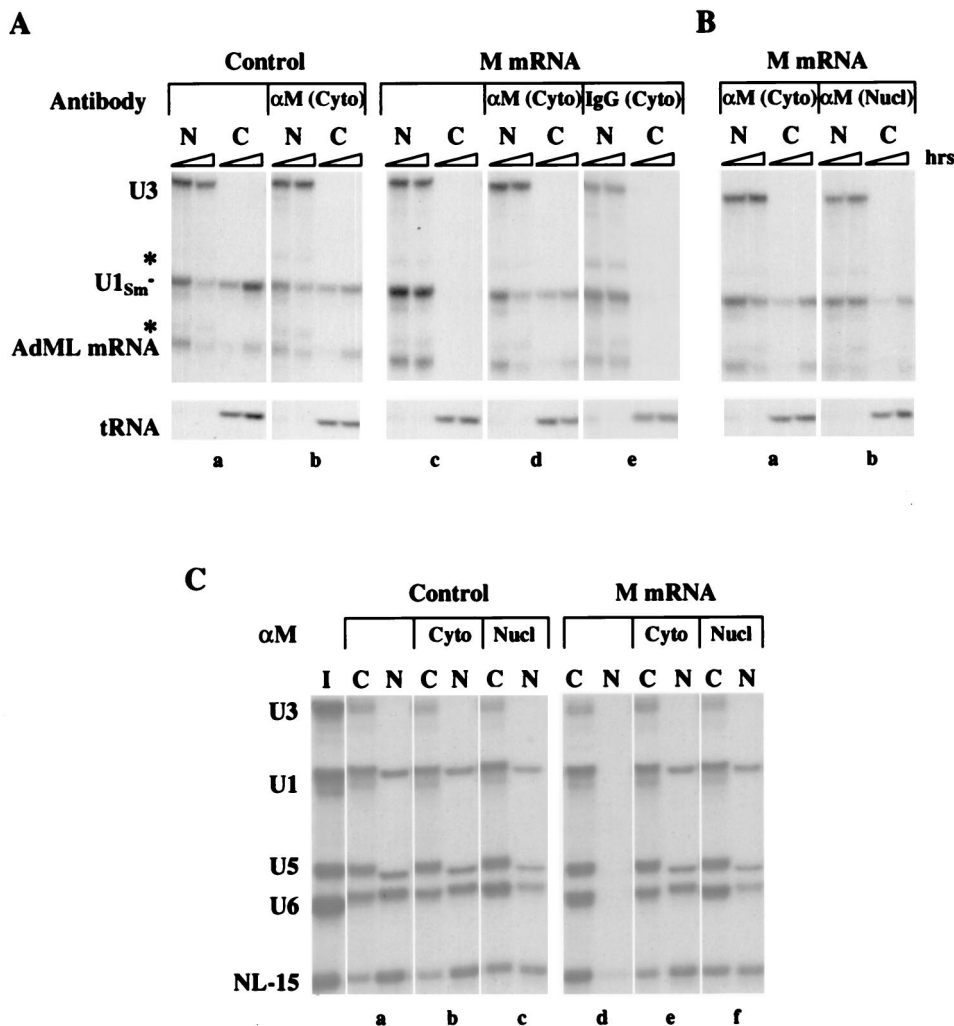 A
B
Control
M mRNA
M mRNA
Antibody
αM (Cyto)
αM (Cyto)
IgG (Cyto)
αM (Cyto)
αM (Nucl)
N C N C N C N C N C N C N C
hrs
U3
*
U1Sm-
*
AdML mRNA
tRNA
a b c d e a b
C
Control
M mRNA
αM
Cyto
Nucl
Cyto
Nucl
I C N C N C N C N C N C N
U3
U1
U5
U6
NL-15
a b c d e f